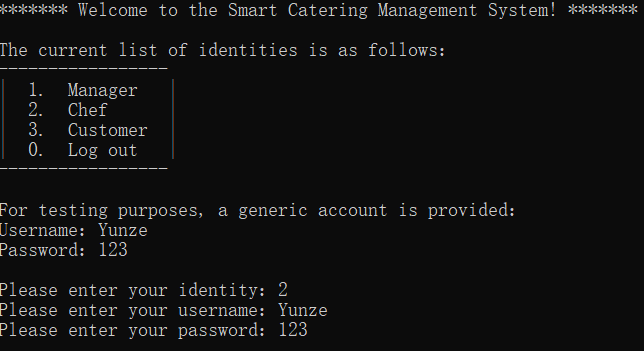 ******* Welcome to the Smart Catering Management System! *******
The current list of identities is as follows:
-----------------
| 1. Manager |
| 2. Chef |
| 3. Customer |
| 0. Log out |
-----------------
For testing purposes, a generic account is provided:
Username: Yunze
Password: 123
Please enter your identity: 2
Please enter your username: Yunze
Please enter your password: 123